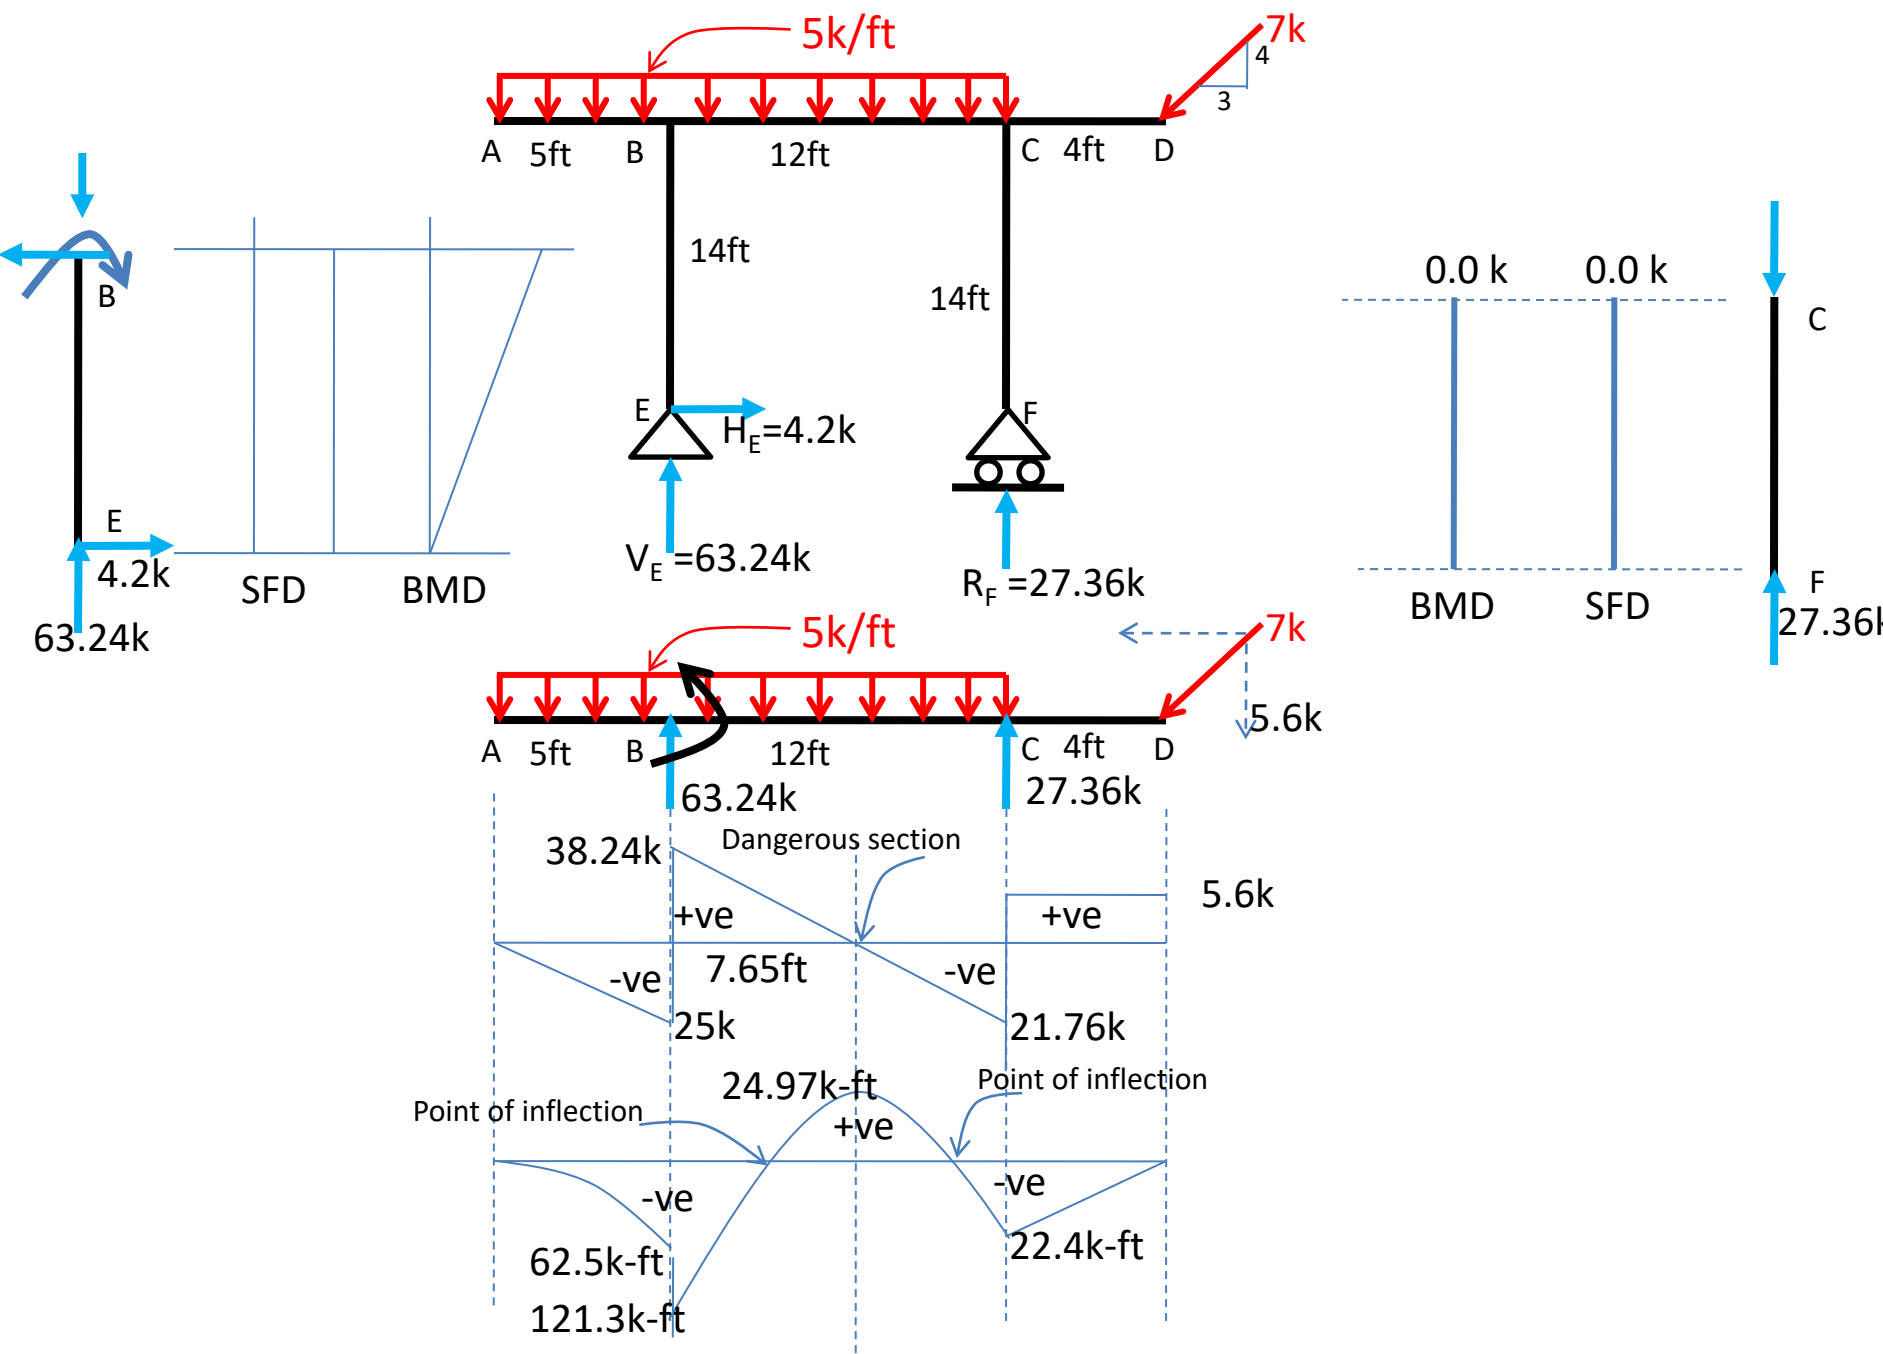 5k/ft
7k
4
3
A 5ft B 12ft C 4ft D
14ft
14ft
B
E
4.2k
63.24k
SFD BMD
E
H_E=4.2k
V_E =63.24k
F
R_F =27.36k
0.0 k 0.0 k
C
BMD SFD
F
27.36k
5k/ft
7k
5.6k
A 5ft B 12ft C 4ft D
63.24k
27.36k
38.24k
Dangerous section
5.6k
+ve
+ve
-ve
7.65ft
-ve
25k
21.76k
24.97k-ft
Point of inflection
Point of inflection
+ve
-ve
-ve
62.5k-ft
22.4k-ft
121.3k-ft